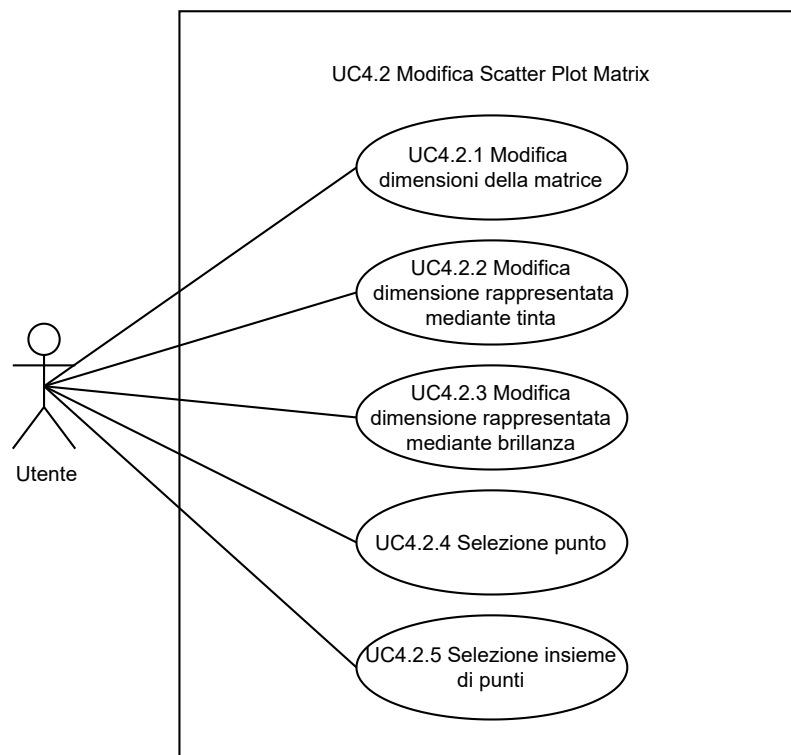 UC4.2 Modifica Scatter Plot Matrix
UC4.2.1 Modifica
dimensioni della matrice
UC4.2.2 Modifica
dimensione rappresentata
mediante tinta
UC4.2.3 Modifica
dimensione rappresentata
mediante brillanza
Utente
UC4.2.4 Selezione punto
UC4.2.5 Selezione insieme
di punti